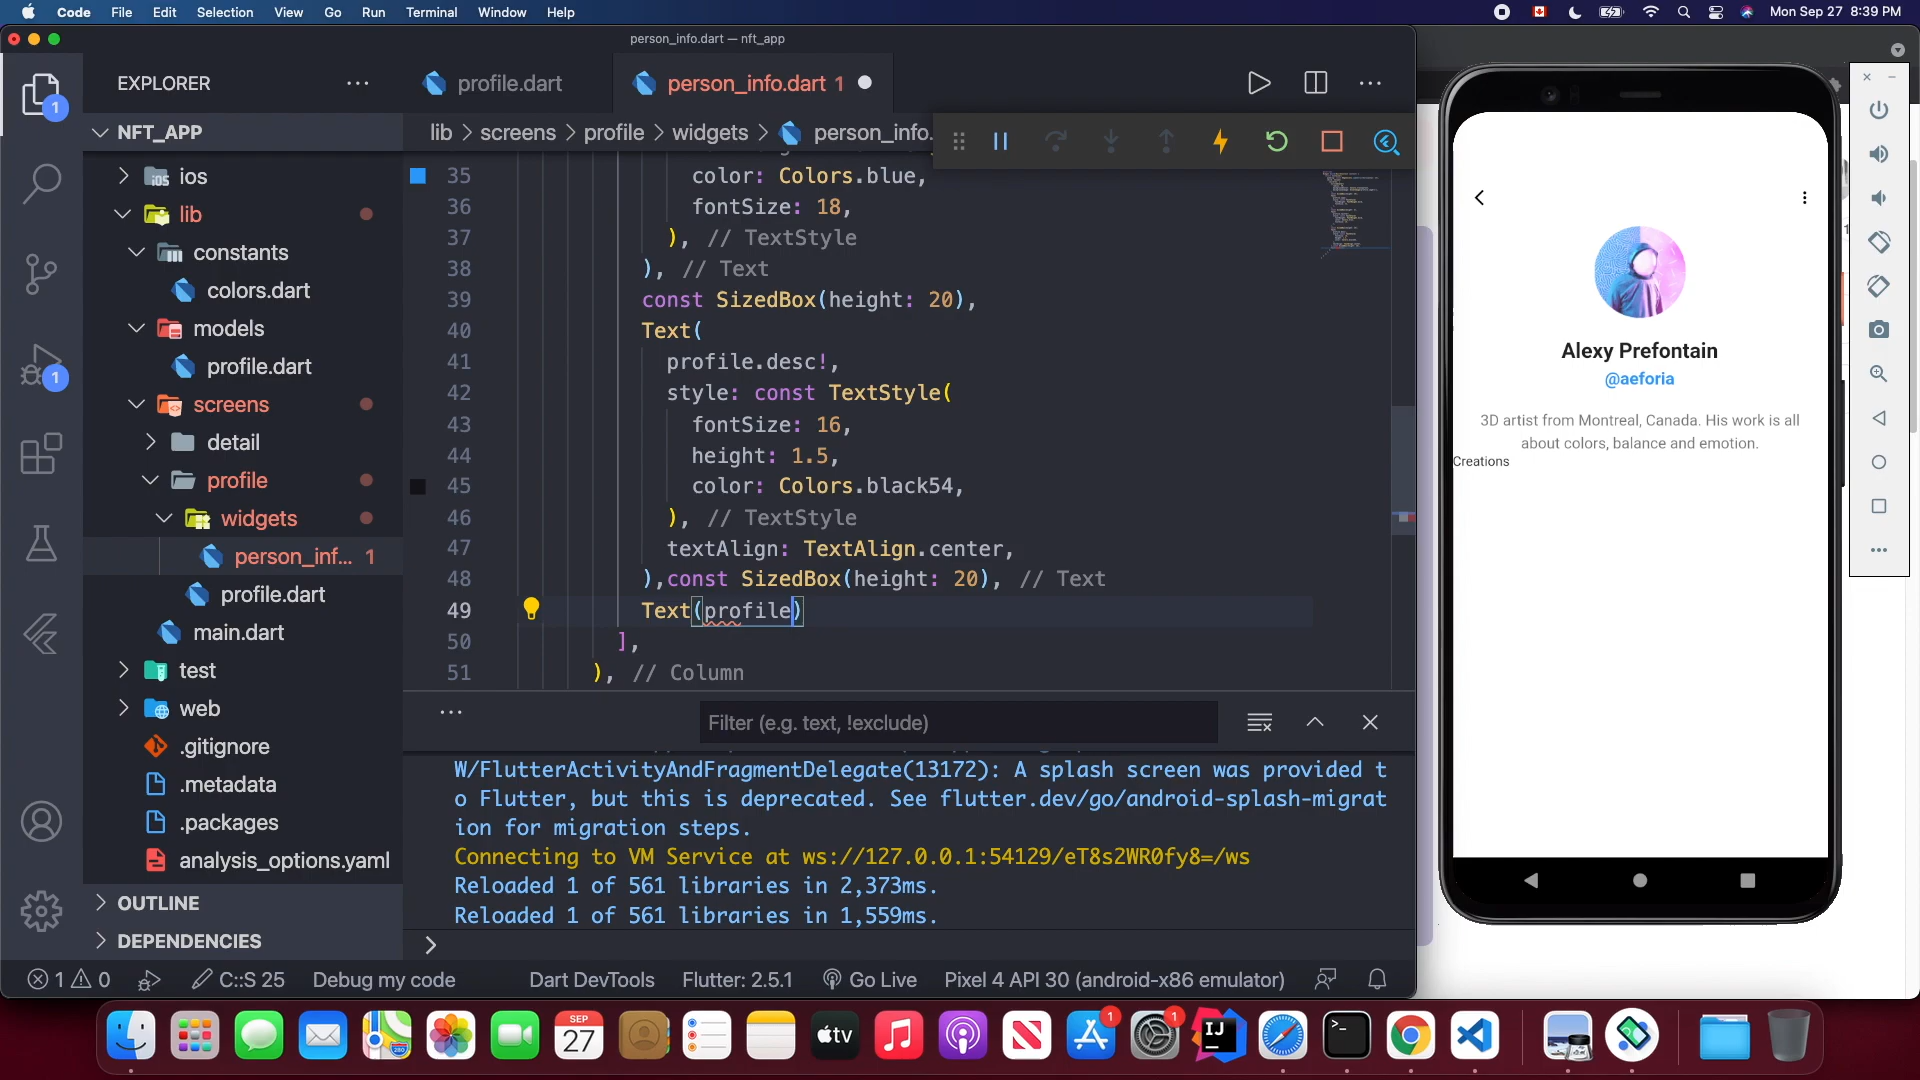 Code File Edit Selection View Go Run Terminal Window Help
Mon Sep 27 8:39 PM
person_info.dart — nft_app
EXPLORER
profile.dart
person_info.dart 1
NFT_APP
lib > screens > profile > widgets > person_info.
ios
lib
constants
colors.dart
models
profile.dart
screens
detail
profile
widgets
person_inf... 1
profile.dart
main.dart
test
web
.gitignore
.metadata
.packages
analysis_options.yaml
OUTLINE
DEPENDENCIES
1
1
35 color: Colors.blue,
36 fontSize: 18,
37 ), // TextStyle
38 ), // Text
39 const SizedBox(height: 20),
40 Text(
41 profile.desc!,
42 style: const TextStyle(
43 fontSize: 16,
44 height: 1.5,
45 color: Colors.black54,
46 ), // TextStyle
47 textAlign: TextAlign.center,
48 ),const SizedBox(height: 20), // Text
49 Text(profile)
50 ],
51 ), // Column
Filter (e.g. text, !exclude)
W/FlutterActivityAndFragmentDelegate(13172): A splash screen was provided t
o Flutter, but this is deprecated. See flutter.dev/go/android-splash-migrat
ion for migration steps.
Connecting to VM Service at ws://127.0.0.1:54129/eT8s2WR0fy8=/ws
Reloaded 1 of 561 libraries in 2,373ms.
Reloaded 1 of 561 libraries in 1,559ms.
1 0 C::S 25 Debug my code Dart DevTools Flutter: 2.5.1 Go Live Pixel 4 API 30 (android-x86 emulator)
Alexy Prefontain
@aeforia
3D artist from Montreal, Canada. His work is all
about colors, balance and emotion.
Creations
SEP
27
280
tv
1
1
IJ